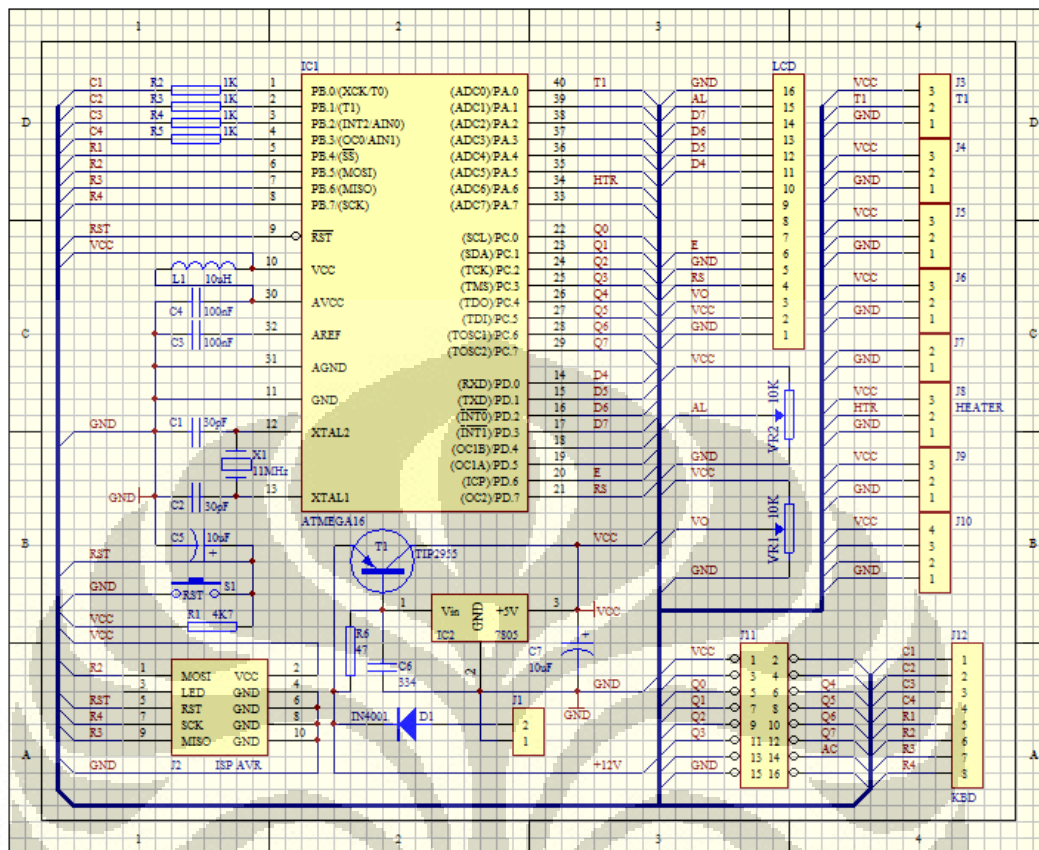 1 2 3 4
D D
C C
B B
A A
1 2 3 4
IC1
C1 R2 1K 1 PB.0/(XCK/T0) (ADC0)/PA.0 40 T1
C2 R3 1K 2 PB.1/(T1) (ADC1)/PA.1 39
C3 R4 1K 3 PB.2/(INT2/AIN0) (ADC2)/PA.2 38
C4 R5 1K 4 PB.3/(OC0/AIN1) (ADC3)/PA.3 37
R1 5 PB.4/(SS) (ADC4)/PA.4 36
R2 6 PB.5/(MOSI) (ADC5)/PA.5 35
R3 7 PB.6/(MISO) (ADC6)/PA.6 34 HTR
R4 8 PB.7/(SCK) (ADC7)/PA.7 33
RST 9 RST (SCL)/PC.0 22 Q0
VCC (SDA)/PC.1 23 Q1
10 VCC (TCK)/PC.2 24 Q2
L1 10uH (TMS)/PC.3 25 Q3
30 AVCC (TDO)/PC.4 26 Q4
C4 100nF (TDI)/PC.5 27 Q5
32 AREF (TOSC1)/PC.6 28 Q6
C3 100nF (TOSC2)/PC.7 29 Q7
31 AGND (RXD)/PD.0 14 D4
11 GND (TXD)/PD.1 15 D5
(INT0)/PD.2 16 D6
GND C1 30pF 12 XTAL2 (INT1)/PD.3 17 D7
(OC1B)/PD.4 18
X1 11MHz (OC1A)/PD.5 19
(ICP)/PD.6 20 E
GND C2 30pF 13 XTAL1 (OC2)/PD.7 21 RS
ATMEGA16
C5 10uF +
RST
GND RST S1
VCC R1 4K7
VCC
T1 TIP2955 VCC
1 Vin GND +5V 3 VCC
IC2 7805
2
R6 47
C6 334
C7 10uF +
GND
GND
IN4001 D1
J1
2
1
+12V
R2 1 MOSI VCC 2
3 LED GND 4
RST 5 RST GND 6
R4 7 SCK GND 8
R3 9 MISO GND 10
J2 ISP AVR
GND
LCD
GND 16
AL 15
D7 14
D6 13
D5 12
D4 11
10
9
8
7
E 6
GND 5
RS 4
VO 3
VCC 2
GND 1
VCC
AL VR2 10K
GND
VCC
VO VR1 10K
GND
J3
VCC 3
T1 2 T1
GND 1
J4
VCC 3
2
GND 1
J5
VCC 3
2
GND 1
J6
VCC 3
2
GND 1
J7
GND 2
1
J8
VCC 3
HTR 2 HEATER
GND 1
J9
VCC 3
2
GND 1
J10
VCC 4
3
2
GND 1
J11
VCC 1 2
3 4
Q0 5 6 Q4
Q1 7 8 Q5
Q2 9 10 Q6
Q3 11 12 Q7
13 14 AC
GND 15 16
J12
C1 1
C2 2
C3 3
C4 4
R1 5
R2 6
R3 7
R4 8
KBD